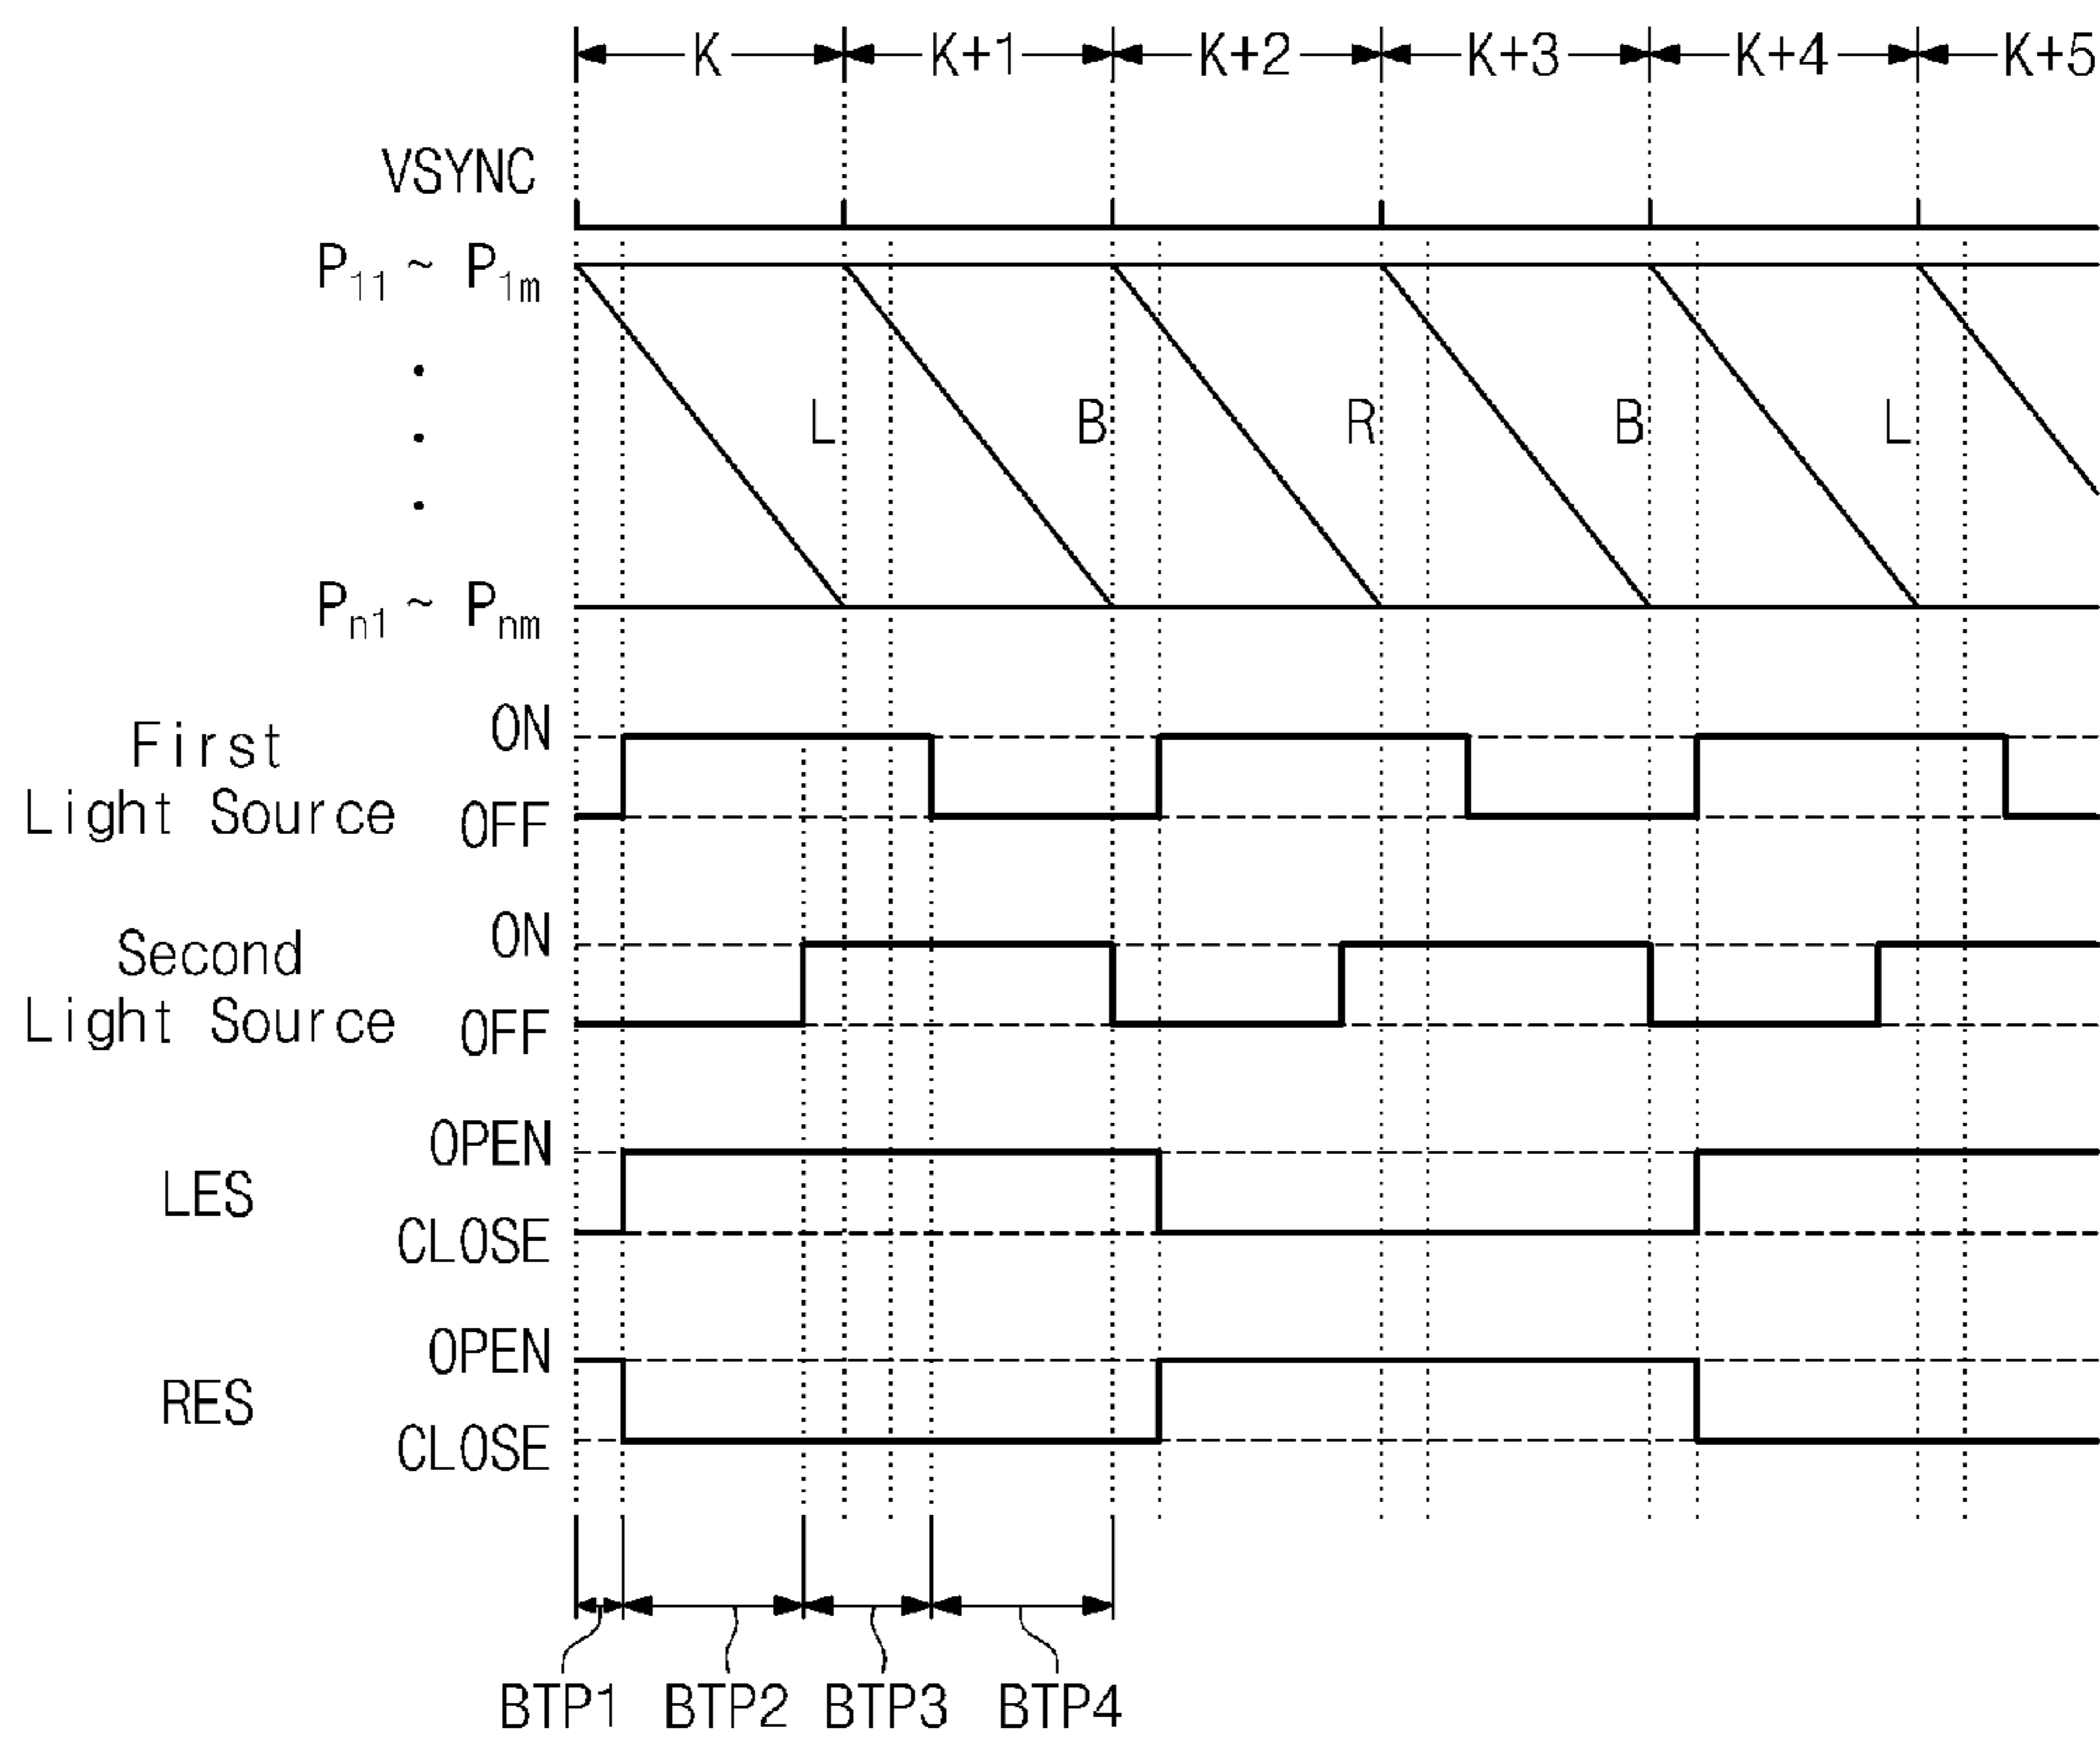 K K+1 K+2 K+3 K+4 K+5
VSYNC
P11 ~ P1m
L B R B L
Pn1 ~ Pnm
First
Light Source
ON
OFF
Second
Light Source
ON
OFF
LES
OPEN
CLOSE
RES
OPEN
CLOSE
BTP1 BTP2 BTP3 BTP4